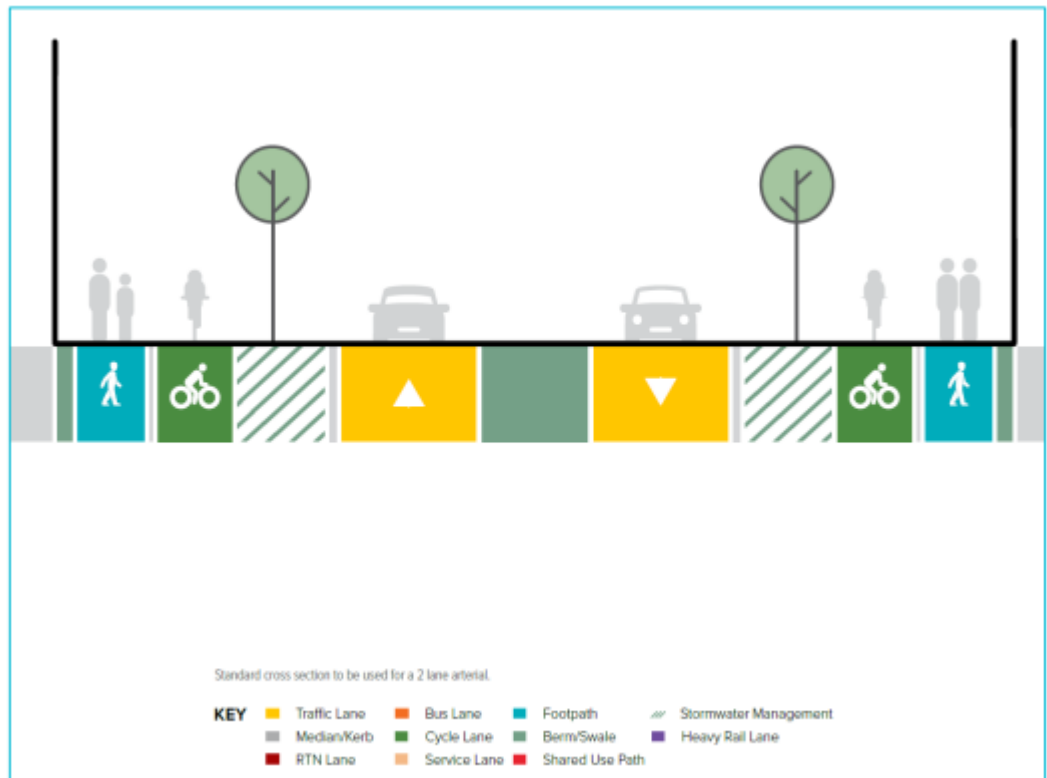 Standard cross section to be used for a 2 lane arterial.
KEY Traffic Lane Bus Lane Footpath Stormwater Management
Median/Kerb Cycle Lane Berm/Swale Heavy Rail Lane
RTN Lane Service Lane Shared Use Path